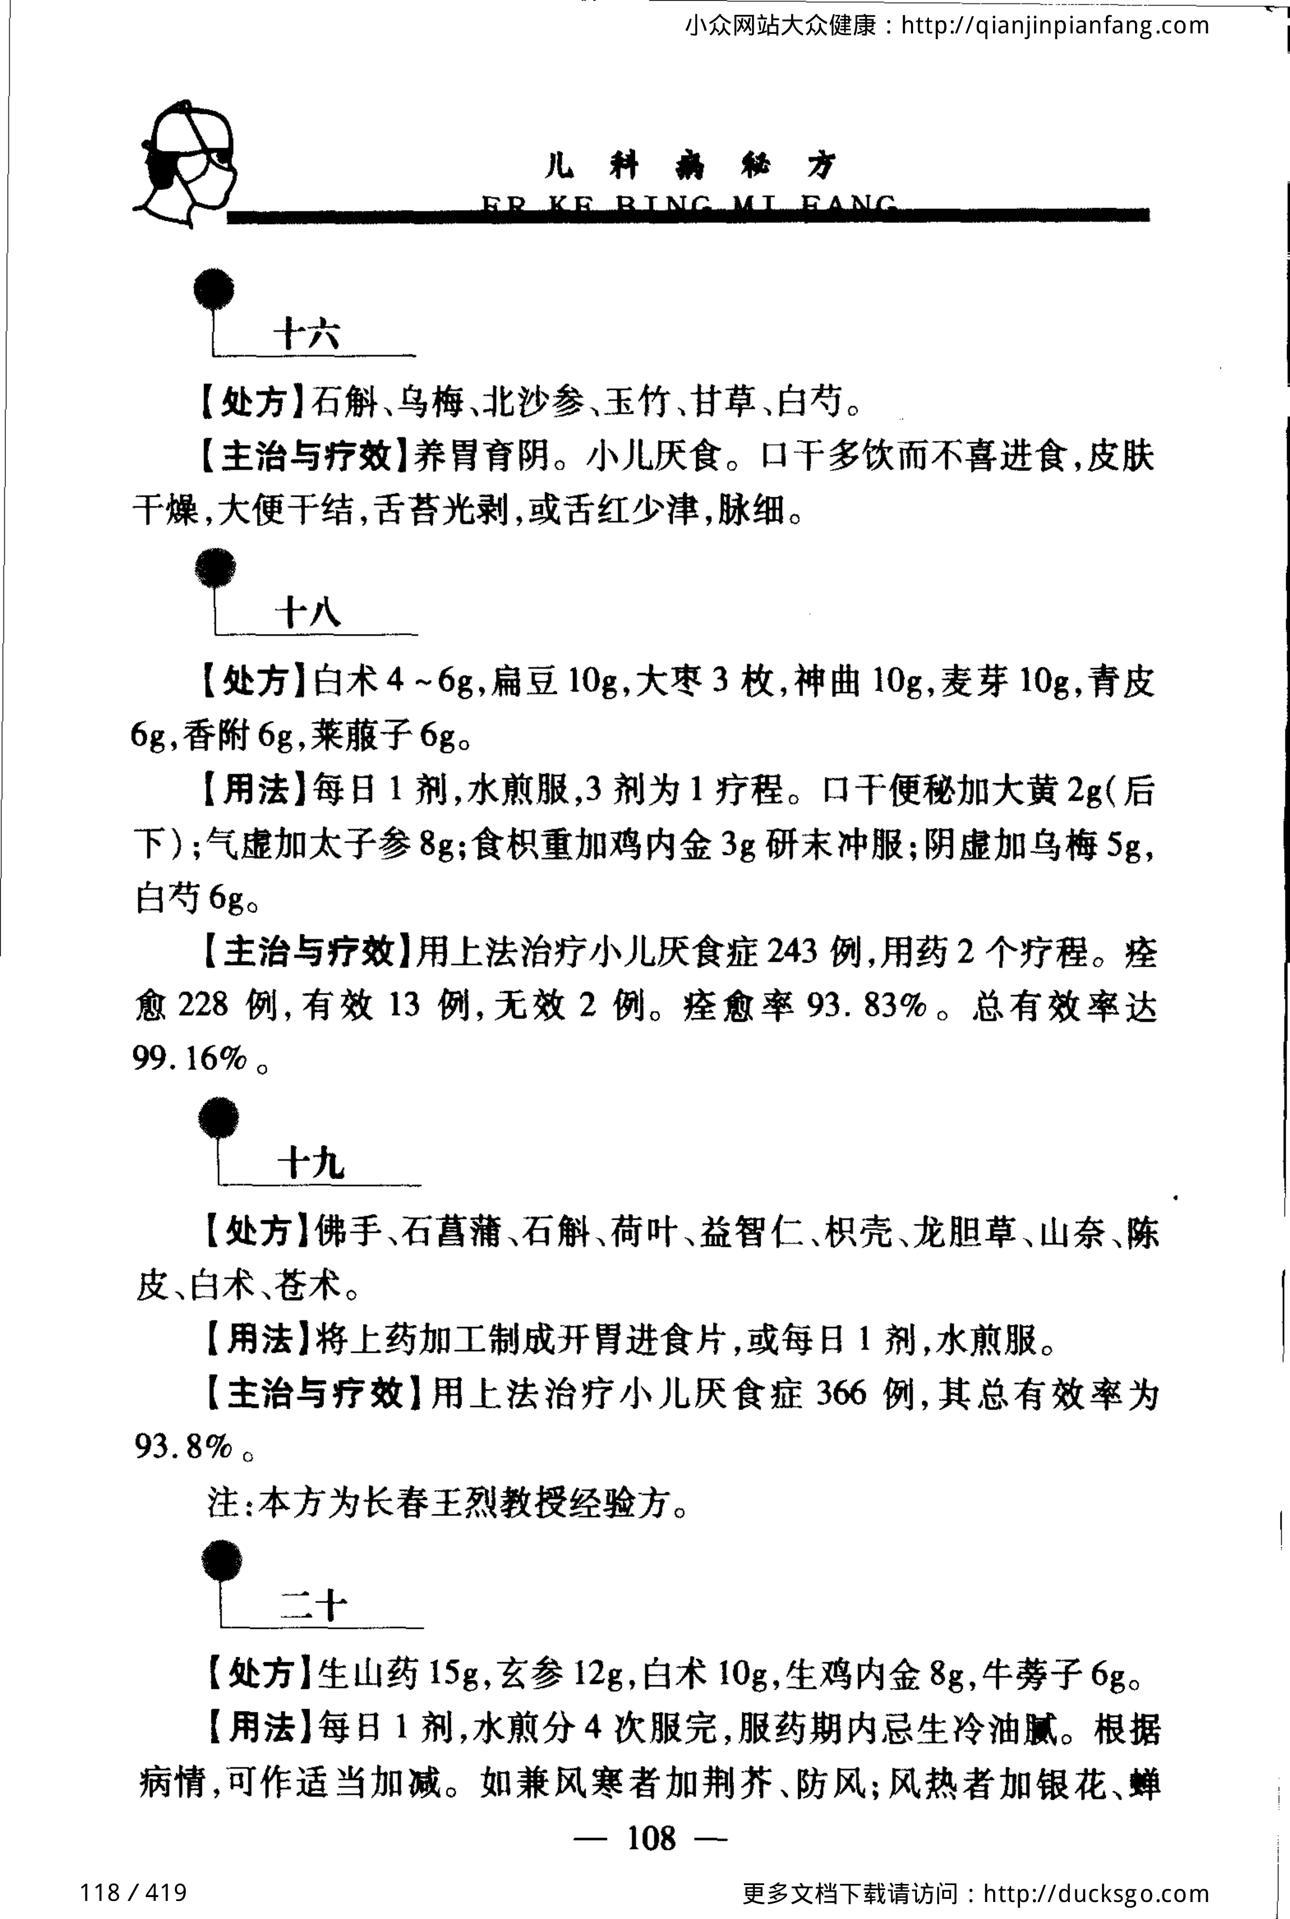 小众网站大众健康：http://qianjinpianfang.com
儿科病秘方
ER KE BING MI FANG
十六
【处方】石斛、乌梅、北沙参、玉竹、甘草、白芍。
【主治与疗效】养胃育阴。小儿厌食。口干多饮而不喜进食,皮肤
干燥,大便干结,舌苔光剥,或舌红少津,脉细。
十八
【处方】白术 4 ~ 6g,扁豆 10g,大枣 3 枚,神曲 10g,麦芽 10g,青皮
6g,香附 6g,莱菔子 6g。
【用法】每日 1 剂,水煎服,3 剂为 1 疗程。口干便秘加大黄 2g(后
下);气虚加太子参 8g;食枳重加鸡内金 3g 研末冲服;阴虚加乌梅 5g,
白芍 6g。
【主治与疗效】用上法治疗小儿厌食症 243 例,用药 2 个疗程。痊
愈 228 例,有效 13 例,无效 2 例。痊愈率 93.83%。总有效率达
99.16%。
十九
【处方】佛手、石菖蒲、石斛、荷叶、益智仁、枳壳、龙胆草、山奈、陈
皮、白术、苍术。
【用法】将上药加工制成开胃进食片,或每日 1 剂,水煎服。
【主治与疗效】用上法治疗小儿厌食症 366 例,其总有效率为
93.8%。
注:本方为长春王烈教授经验方。
二十
【处方】生山药 15g,玄参 12g,白术 10g,生鸡内金 8g,牛蒡子 6g。
【用法】每日 1 剂,水煎分 4 次服完,服药期内忌生冷油腻。根据
病情,可作适当加减。如兼风寒者加荆芥、防风;风热者加银花、蝉
— 108 —
118 / 419
更多文档下载请访问：http://ducksgo.com